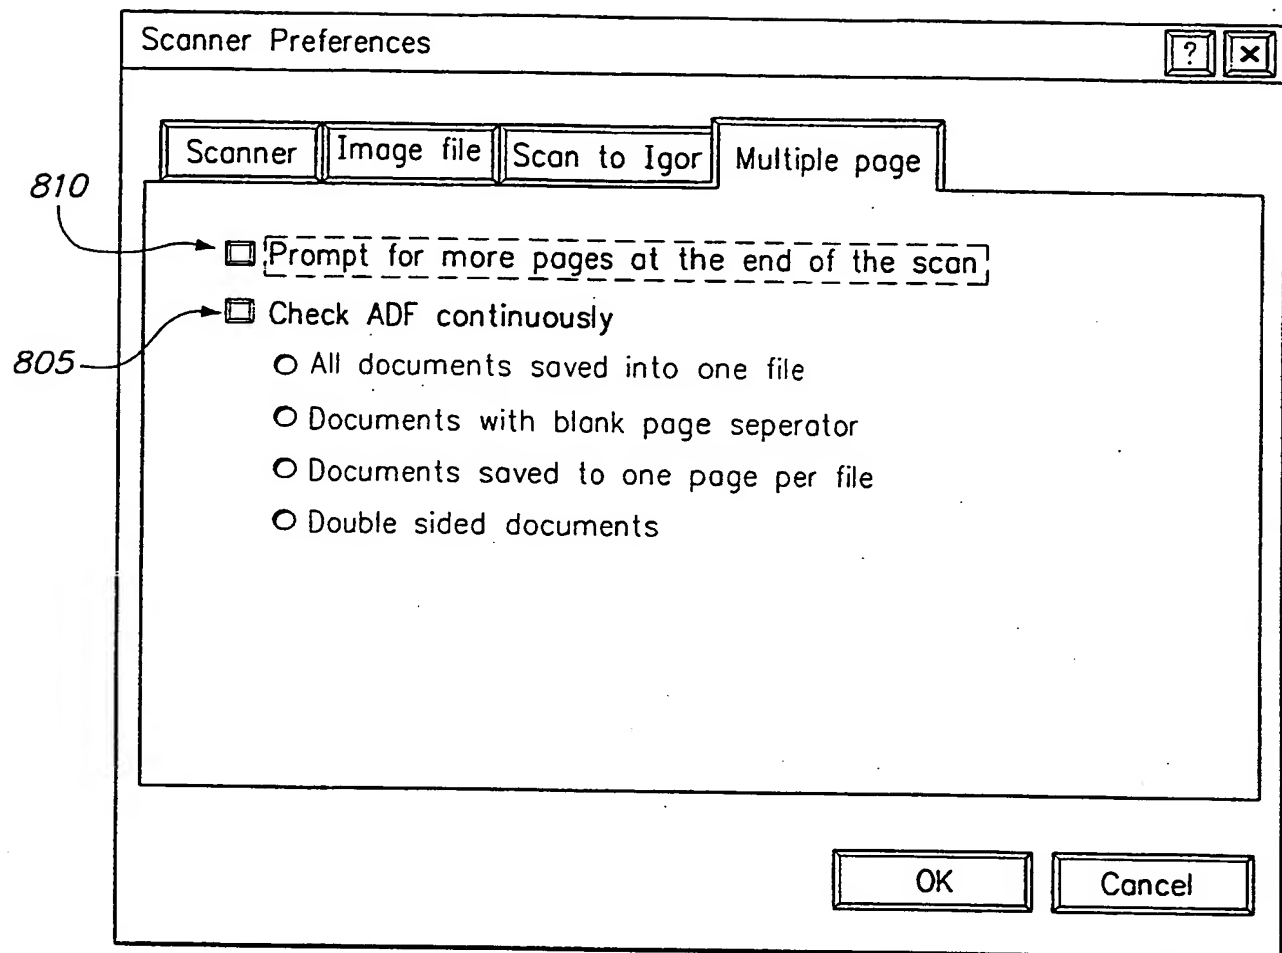 Scanner Preferences ? ×
Scanner Image file Scan to Igor Multiple page
810
Prompt for more pages at the end of the scan
Check ADF continuously
805
All documents saved into one file
Documents with blank page seperator
Documents saved to one page per file
Double sided documents
OK Cancel